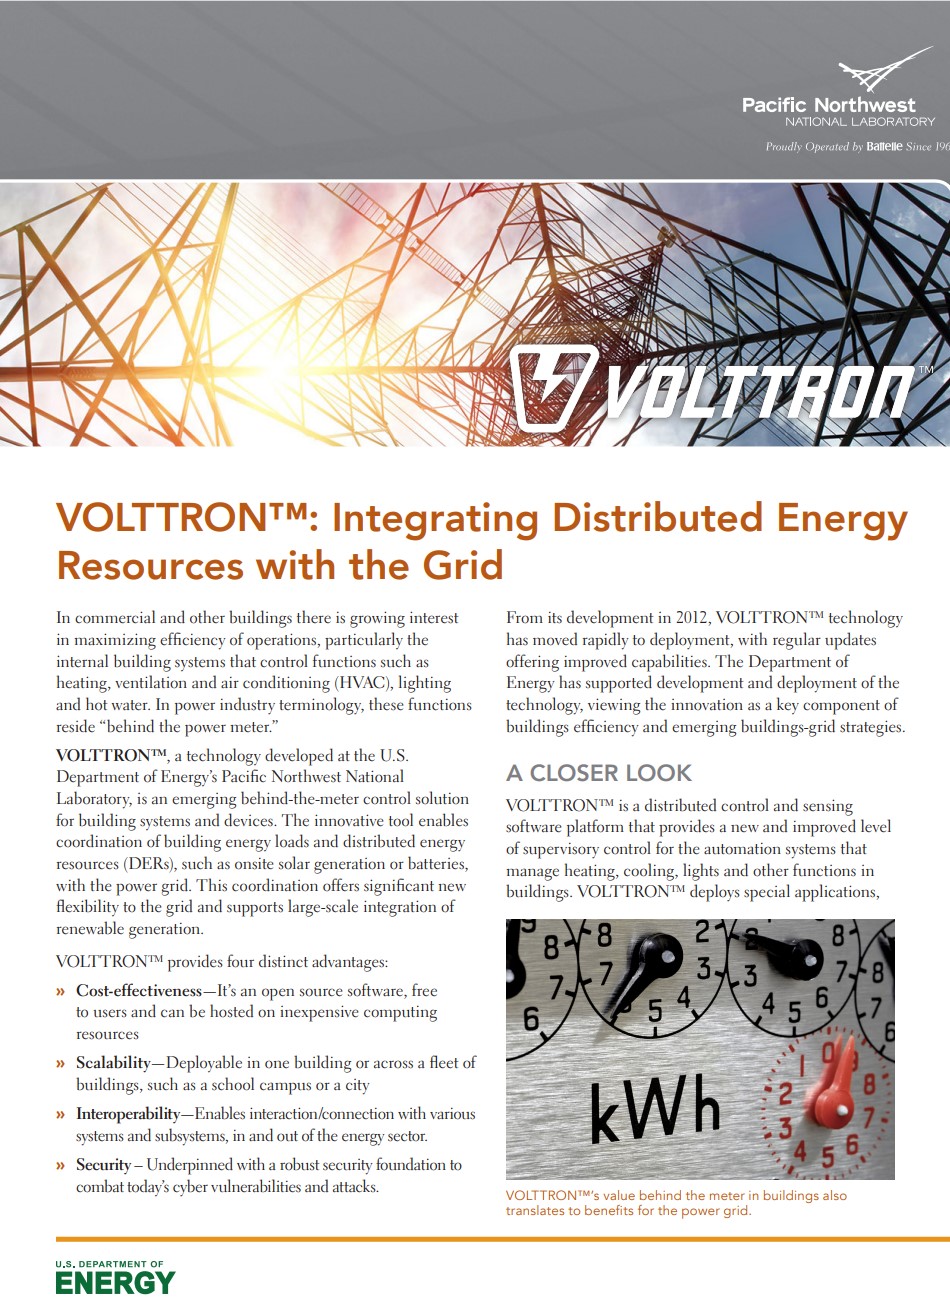 Pacific Northwest
NATIONAL LABORATORY
Proudly Operated by Battelle Since 196
VOLTTRON™
VOLTTRON™: Integrating Distributed Energy
Resources with the Grid
In commercial and other buildings there is growing interest
in maximizing efficiency of operations, particularly the
internal building systems that control functions such as
heating, ventilation and air conditioning (HVAC), lighting
and hot water. In power industry terminology, these functions
reside “behind the power meter.”
VOLTTRON™, a technology developed at the U.S.
Department of Energy’s Pacific Northwest National
Laboratory, is an emerging behind-the-meter control solution
for building systems and devices. The innovative tool enables
coordination of building energy loads and distributed energy
resources (DERs), such as onsite solar generation or batteries,
with the power grid. This coordination offers significant new
flexibility to the grid and supports large-scale integration of
renewable generation.
VOLTTRON™ provides four distinct advantages:
» Cost-effectiveness—It’s an open source software, free
to users and can be hosted on inexpensive computing
resources
» Scalability—Deployable in one building or across a fleet of
buildings, such as a school campus or a city
» Interoperability—Enables interaction/connection with various
systems and subsystems, in and out of the energy sector.
» Security – Underpinned with a robust security foundation to
combat today’s cyber vulnerabilities and attacks.
From its development in 2012, VOLTTRON™ technology
has moved rapidly to deployment, with regular updates
offering improved capabilities. The Department of
Energy has supported development and deployment of the
technology, viewing the innovation as a key component of
buildings efficiency and emerging buildings-grid strategies.
A CLOSER LOOK
VOLTTRON™ is a distributed control and sensing
software platform that provides a new and improved level
of supervisory control for the automation systems that
manage heating, cooling, lights and other functions in
buildings. VOLTTRON™ deploys special applications,
8 7 6
8 7 5 4 3 2
2 3 4 5 6 7 8
8 7 6
kWh
0 1 2 3 4 5 6 7 8
VOLTTRON™’s value behind the meter in buildings also
translates to benefits for the power grid.
U.S. DEPARTMENT OF
ENERGY